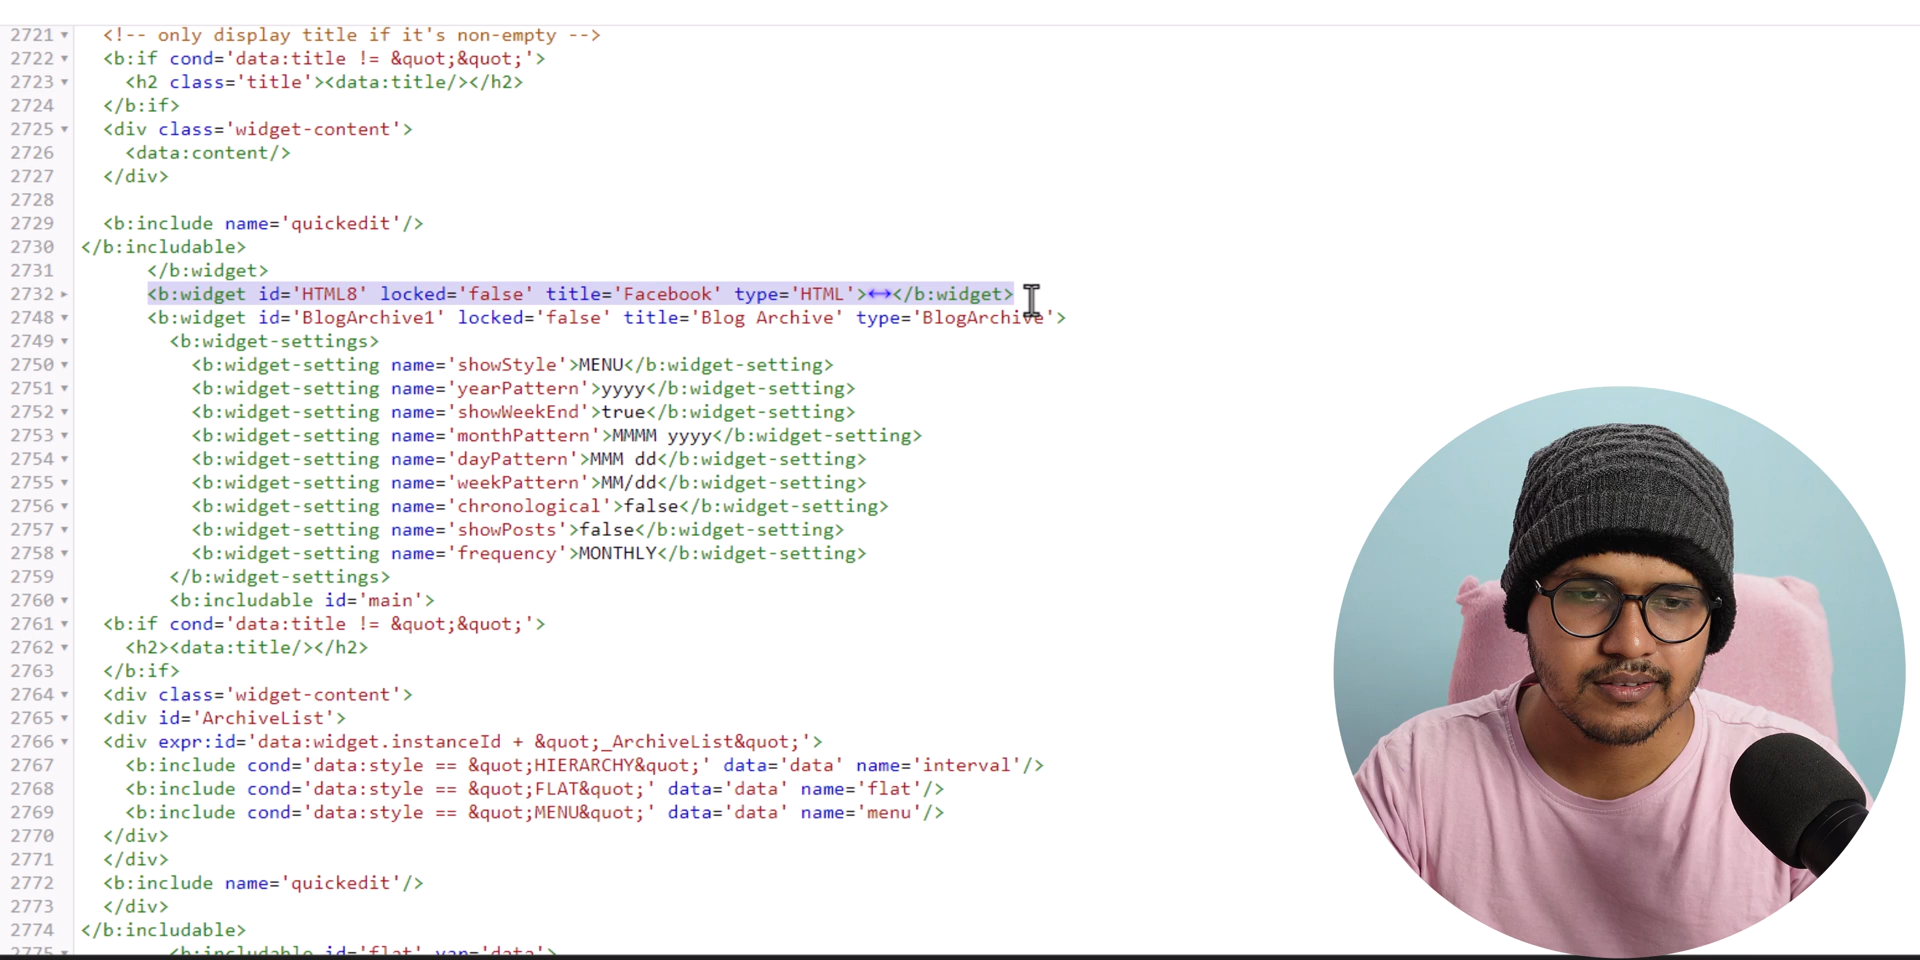 2721 <!-- only display title if it's non-empty -->
2722 <b:if cond='data:title != &quot;&quot;'>
2723 <h2 class='title'><data:title/></h2>
2724 </b:if>
2725 <div class='widget-content'>
2726 <data:content/>
2727 </div>
2728
2729 <b:include name='quickedit'/>
2730 </b:includable>
2731 </b:widget>
2732 <b:widget id='HTML8' locked='false' title='Facebook' type='HTML'>↔</b:widget>
2748 <b:widget id='BlogArchive1' locked='false' title='Blog Archive' type='BlogArchive'>
2749 <b:widget-settings>
2750 <b:widget-setting name='showStyle'>MENU</b:widget-setting>
2751 <b:widget-setting name='yearPattern'>yyyy</b:widget-setting>
2752 <b:widget-setting name='showWeekEnd'>true</b:widget-setting>
2753 <b:widget-setting name='monthPattern'>MMMM yyyy</b:widget-setting>
2754 <b:widget-setting name='dayPattern'>MMM dd</b:widget-setting>
2755 <b:widget-setting name='weekPattern'>MM/dd</b:widget-setting>
2756 <b:widget-setting name='chronological'>false</b:widget-setting>
2757 <b:widget-setting name='showPosts'>false</b:widget-setting>
2758 <b:widget-setting name='frequency'>MONTHLY</b:widget-setting>
2759 </b:widget-settings>
2760 <b:includable id='main'>
2761 <b:if cond='data:title != &quot;&quot;'>
2762 <h2><data:title/></h2>
2763 </b:if>
2764 <div class='widget-content'>
2765 <div id='ArchiveList'>
2766 <div expr:id='data:widget.instanceId + &quot;_ArchiveList&quot;'>
2767 <b:include cond='data:style == &quot;HIERARCHY&quot;' data='data' name='interval'/>
2768 <b:include cond='data:style == &quot;FLAT&quot;' data='data' name='flat'/>
2769 <b:include cond='data:style == &quot;MENU&quot;' data='data' name='menu'/>
2770 </div>
2771 </div>
2772 <b:include name='quickedit'/>
2773 </div>
2774 </b:includable>
2775 <b:includable id='flat' var='data'>